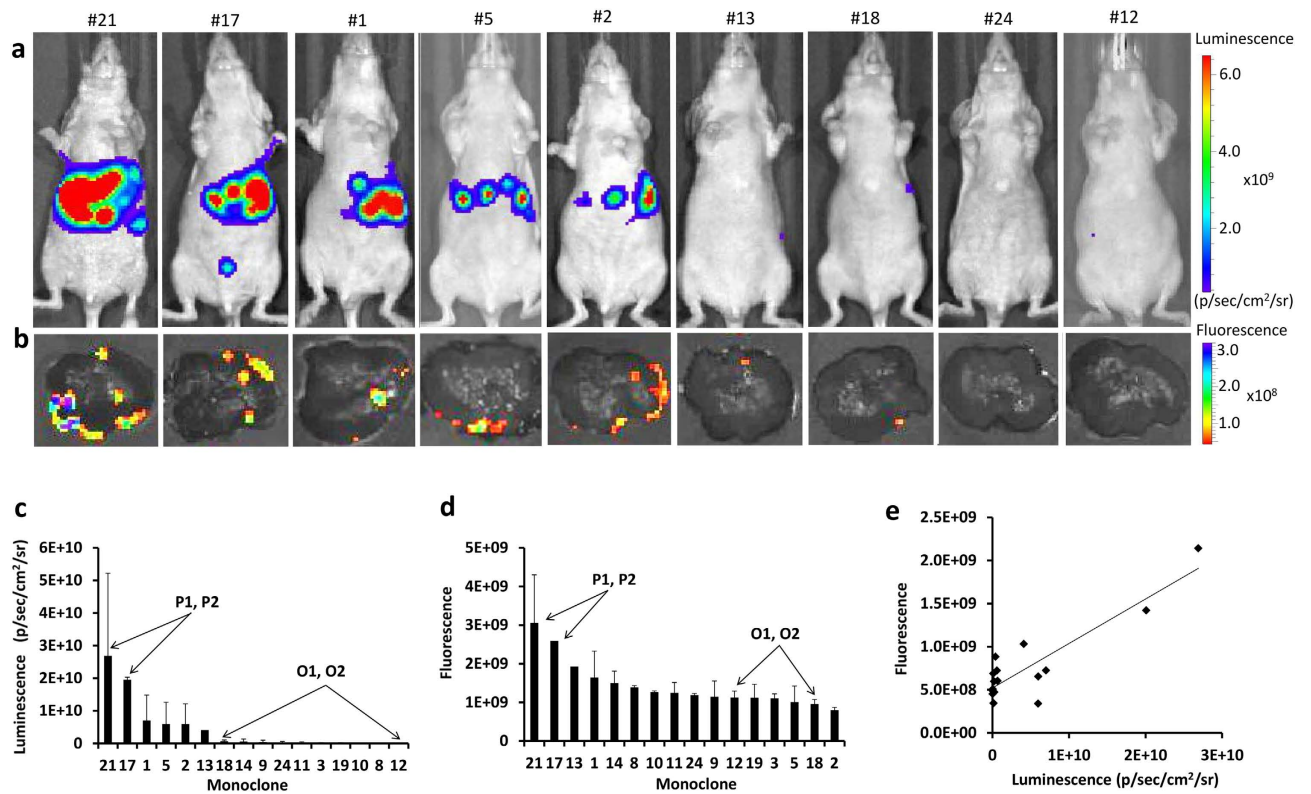 #21 #17 #1 #5 #2 #13 #18 #24 #12
a
Luminescence
6.0
4.0
x10⁹
2.0
(p/sec/cm²/sr)
b
Fluorescence
3.0
2.0
x10⁸
1.0
c
Luminescence (p/sec/cm²/sr)
6E+10
5E+10
4E+10
3E+10
2E+10
1E+10
0
P1, P2
O1, O2
21 17 1 5 2 13 18 14 9 24 11 3 19 10 8 12
Monoclone
d
Fluorescence
5E+09
4E+09
3E+09
2E+09
1E+09
0E+00
P1, P2
O1, O2
21 17 13 1 14 8 10 11 24 9 12 19 3 5 18 2
Monoclone
e
Fluorescence
2.5E+09
2.0E+09
1.5E+09
1.0E+09
5.0E+08
0.0E+00
0 1E+10 2E+10 3E+10
Luminescence (p/sec/cm²/sr)